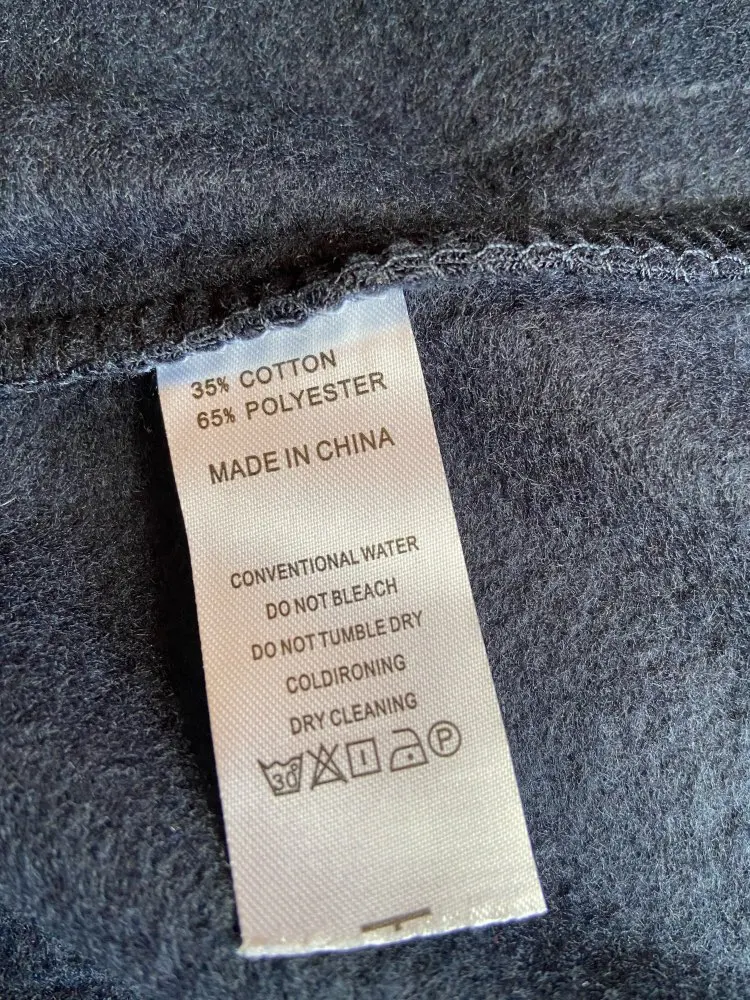 35% COTTON
65% POLYESTER
MADE IN CHINA
CONVENTIONAL WATER
DO NOT BLEACH
DO NOT TUMBLE DRY
COLDIRONING
DRY CLEANING
30 P